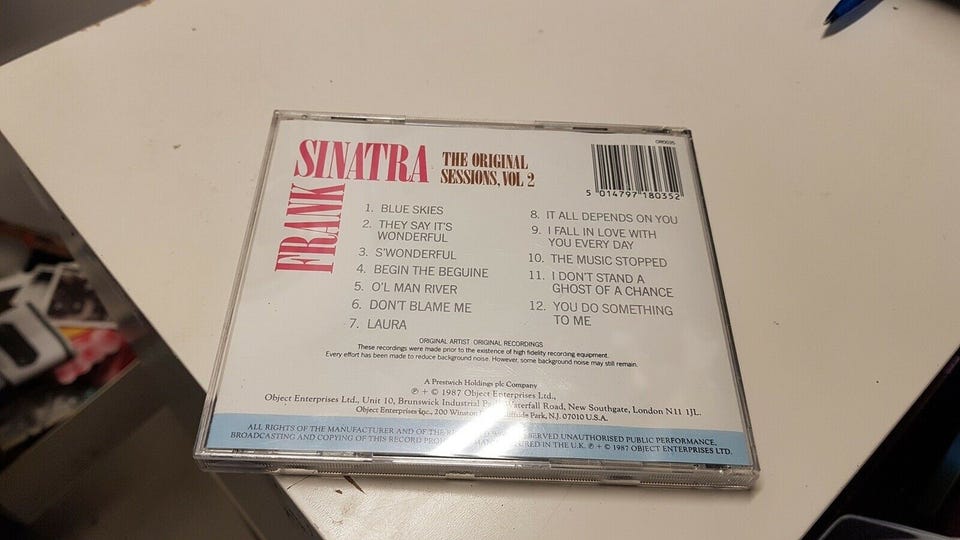 OR0035
SINATRA
FRANK
THE ORIGINAL
SESSIONS, VOL 2
5 014797 180352
1. BLUE SKIES
2. THEY SAY IT'S
WONDERFUL
3. S'WONDERFUL
4. BEGIN THE BEGUINE
5. O'L MAN RIVER
6. DON'T BLAME ME
7. LAURA
8. IT ALL DEPENDS ON YOU
9. I FALL IN LOVE WITH
YOU EVERY DAY
10. THE MUSIC STOPPED
11. I DON'T STAND A
GHOST OF A CHANCE
12. YOU DO SOMETHING
TO ME
ORIGINAL ARTIST ORIGINAL RECORDINGS
These recordings were made prior to the existence of high fidelity recording equipment.
Every effort has been made to reduce background noise. However, some background noise may still remain.
A Prestwich Holdings plc Company
℗ + © 1987 Object Enterprises Ltd.,
Object Enterprises Ltd., Unit 10, Brunswick Industrial Waterfall Road, New Southgate, London N11 1JL.
Object Enterprises Inc., 200 Park, N.J. 07010 U.S.A.
ALL RIGHTS OF THE MANUFACTURER AND OF THE RESERVED UNAUTHORISED PUBLIC PERFORMANCE,
BROADCASTING AND COPYING OF THIS RECORD IN THE U.K. ℗ + © 1987 OBJECT ENTERPRISES LTD.